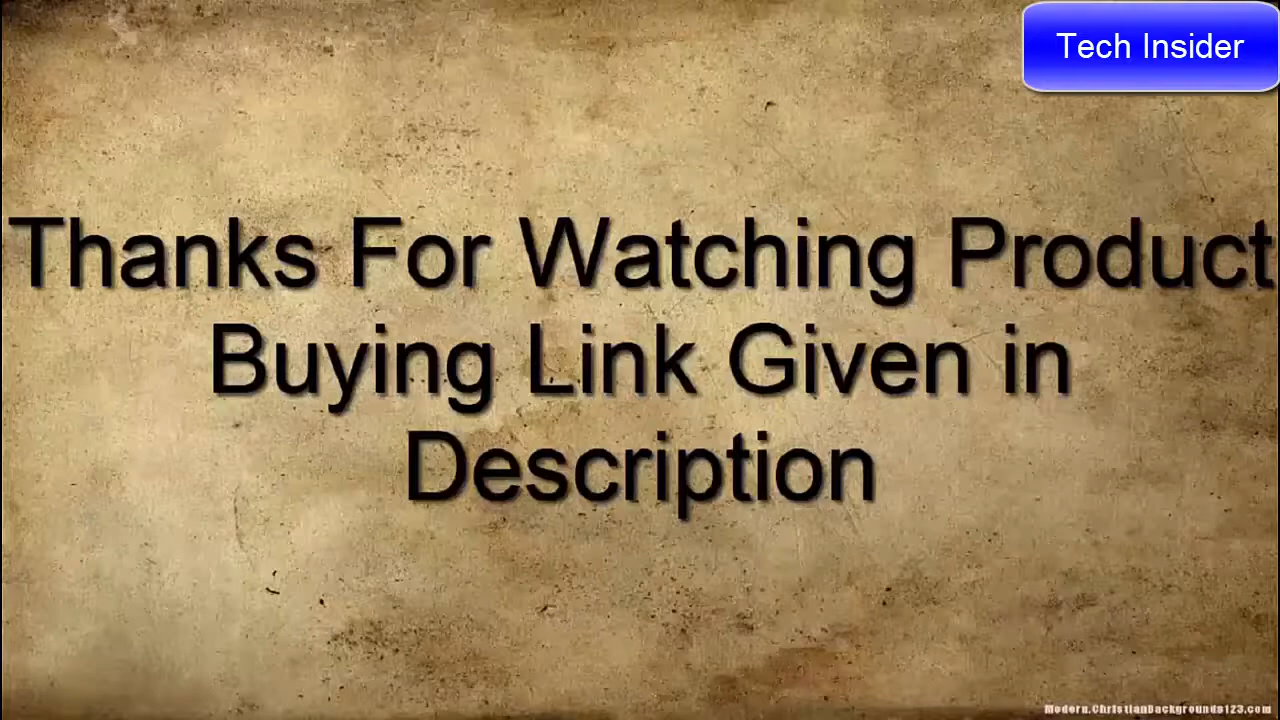 Tech Insider
Thanks For Watching Product
Buying Link Given in
Description
Modern.ChristianBackgrounds123.com